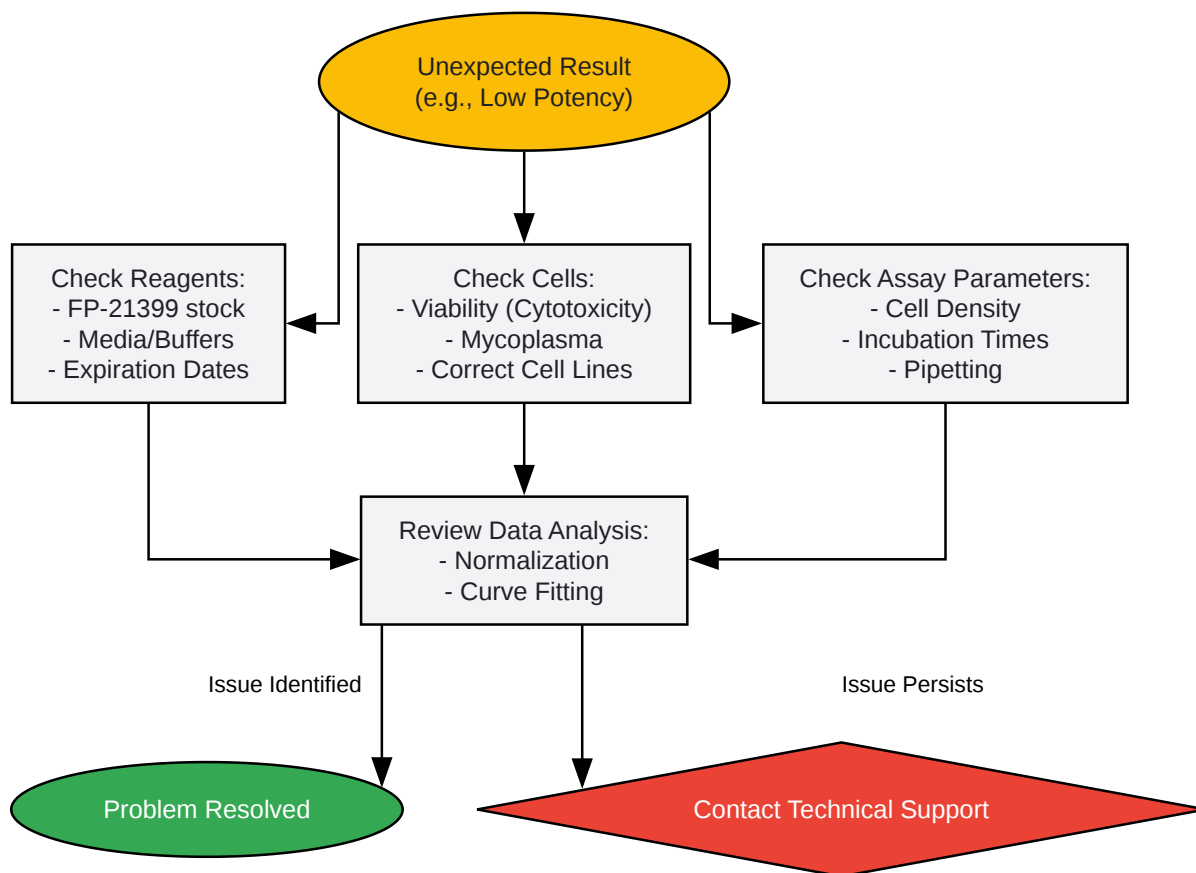 Unexpected Result
(e.g., Low Potency)
Check Reagents:
- FP-21399 stock
- Media/Buffers
- Expiration Dates
Check Cells:
- Viability (Cytotoxicity)
- Mycoplasma
- Correct Cell Lines
Check Assay Parameters:
- Cell Density
- Incubation Times
- Pipetting
Review Data Analysis:
- Normalization
- Curve Fitting
Issue Identified
Issue Persists
Problem Resolved
Contact Technical Support